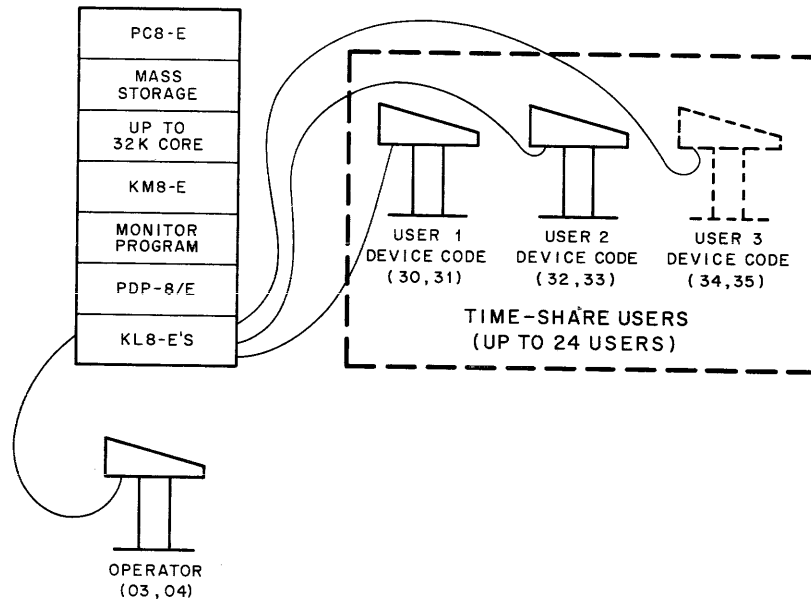 PC8-E
MASS
STORAGE
UP TO
32K CORE
KM8-E
MONITOR
PROGRAM
PDP-8/E
KL8-E'S
USER 1
DEVICE CODE
(30,31)
USER 2
DEVICE CODE
(32,33)
USER 3
DEVICE CODE
(34,35)
TIME-SHARE USERS
(UP TO 24 USERS)
OPERATOR
(03,04)